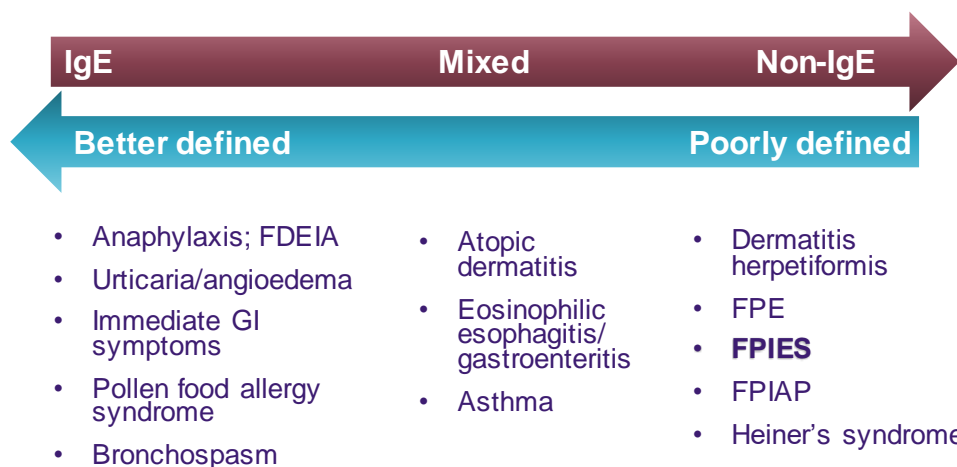 IgE Mixed Non-IgE
Better defined Poorly defined
• Anaphylaxis; FDEIA
• Urticaria/angioedema
• Immediate GI
symptoms
• Pollen food allergy
syndrome
• Bronchospasm
• Atopic
dermatitis
• Eosinophilic
esophagitis/
gastroenteritis
• Asthma
• Dermatitis
herpetiformis
• FPE
• FPIES
• FPIAP
• Heiner's syndrome